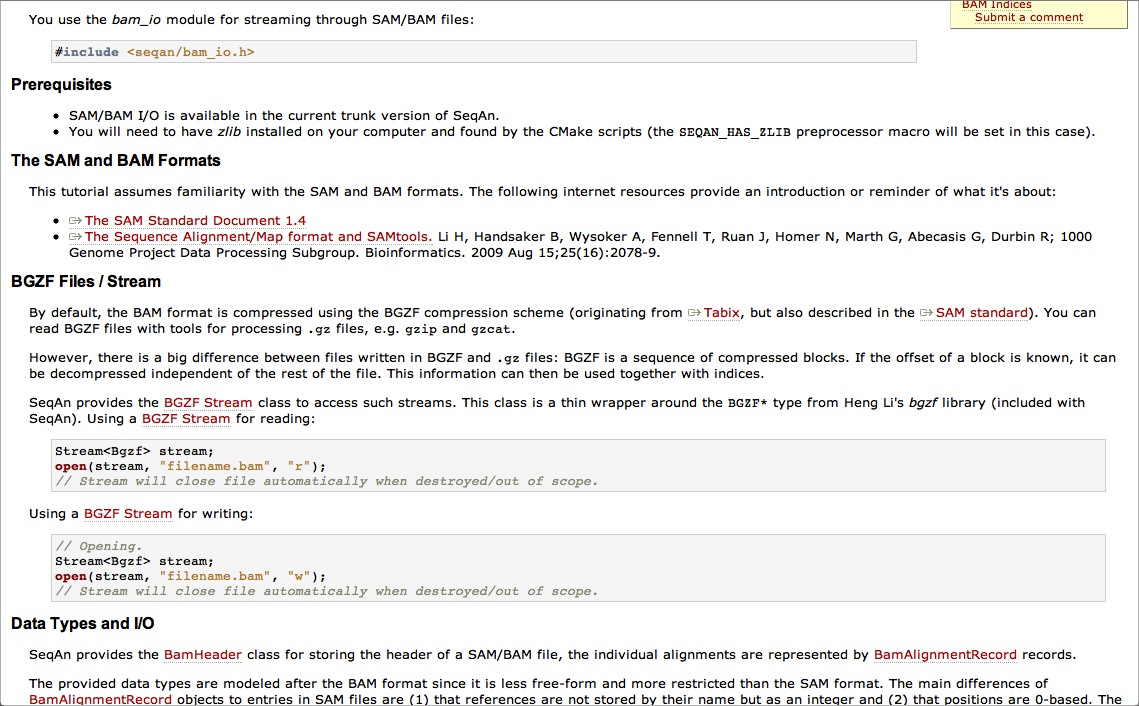 BAM Indices
Submit a comment
You use the bam_io module for streaming through SAM/BAM files:
#include <seqan/bam_io.h>
Prerequisites
• SAM/BAM I/O is available in the current trunk version of SeqAn.
• You will need to have zlib installed on your computer and found by the CMake scripts (the SEQAN_HAS_ZLIB preprocessor macro will be set in this case).
The SAM and BAM Formats
This tutorial assumes familiarity with the SAM and BAM formats. The following internet resources provide an introduction or reminder of what it's about:
• The SAM Standard Document 1.4
• The Sequence Alignment/Map format and SAMtools. Li H, Handsaker B, Wysoker A, Fennell T, Ruan J, Homer N, Marth G, Abecasis G, Durbin R; 1000
Genome Project Data Processing Subgroup. Bioinformatics. 2009 Aug 15;25(16):2078-9.
BGZF Files / Stream
By default, the BAM format is compressed using the BGZF compression scheme (originating from Tabix, but also described in the SAM standard). You can
read BGZF files with tools for processing .gz files, e.g. gzip and gzcat.
However, there is a big difference between files written in BGZF and .gz files: BGZF is a sequence of compressed blocks. If the offset of a block is known, it can
be decompressed independent of the rest of the file. This information can then be used together with indices.
SeqAn provides the BGZF Stream class to access such streams. This class is a thin wrapper around the BGZF* type from Heng Li's bgzf library (included with
SeqAn). Using a BGZF Stream for reading:
Stream<Bgzf> stream;
open(stream, "filename.bam", "r");
// Stream will close file automatically when destroyed/out of scope.
Using a BGZF Stream for writing:
// Opening.
Stream<Bgzf> stream;
open(stream, "filename.bam", "w");
// Stream will close file automatically when destroyed/out of scope.
Data Types and I/O
SeqAn provides the BamHeader class for storing the header of a SAM/BAM file, the individual alignments are represented by BamAlignmentRecord records.
The provided data types are modeled after the BAM format since it is less free-form and more restricted than the SAM format. The main differences of
BamAlignmentRecord objects to entries in SAM files are (1) that references are not stored by their name but as an integer and (2) that positions are 0-based. The